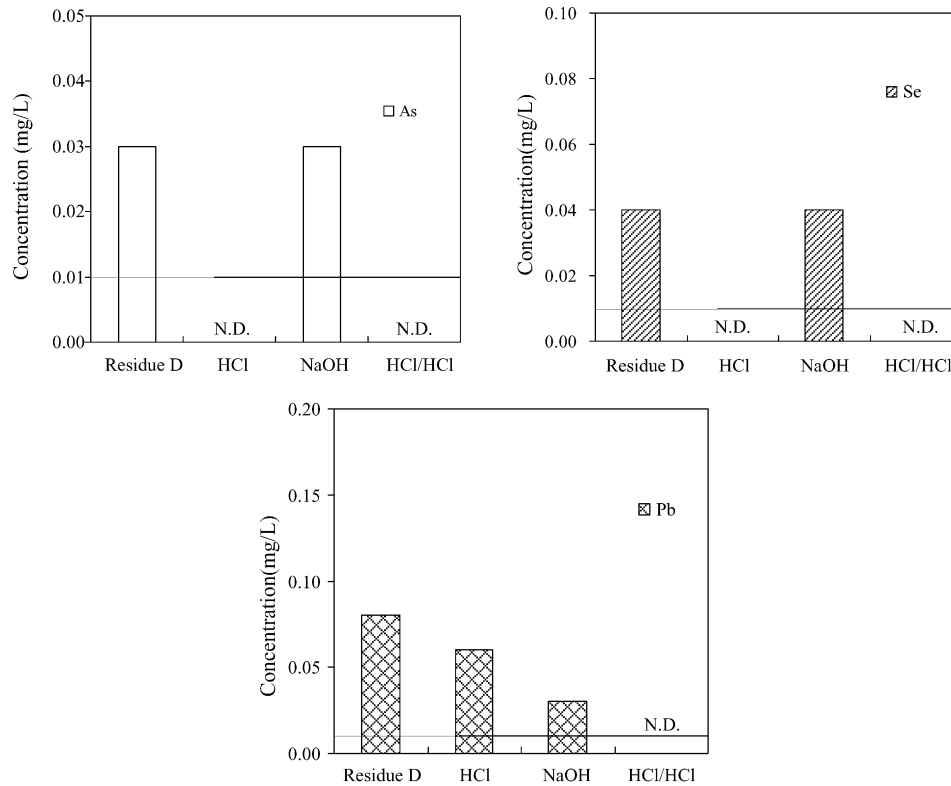 0.05
0.04
0.03
0.02
0.01
0.00
Concentration (mg/L)
As
N.D.
N.D.
Residue D HCl NaOH HCl/HCl
0.10
0.08
0.06
0.04
0.02
0.00
Concentration(mg/L)
Se
N.D.
N.D.
Residue D HCl NaOH HCl/HCl
0.20
0.15
0.10
0.05
0.00
Concentration(mg/L)
Pb
N.D.
Residue D HCl NaOH HCl/HCl